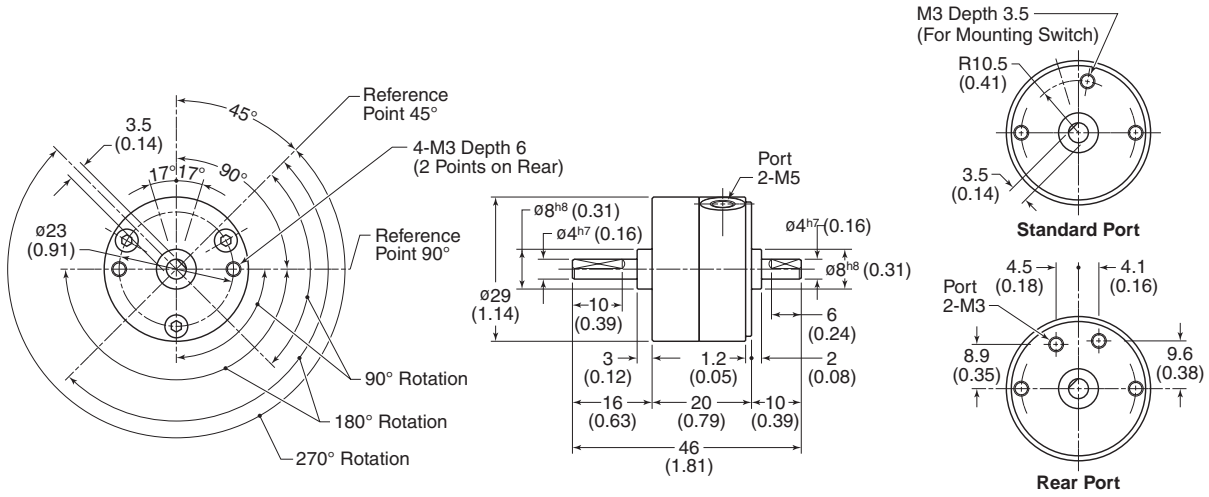 45°
Reference
Point 45°
3.5
(0.14)
4-M3 Depth 6
(2 Points on Rear)
17° 17°
90°
ø23
(0.91)
Reference
Point 90°
90° Rotation
180° Rotation
270° Rotation
Port
2-M5
ø8h8 (0.31)
ø4h7 (0.16)
ø4h7 (0.16)
ø8h8 (0.31)
ø29
(1.14)
10
(0.39)
6
(0.24)
3
(0.12)
1.2
(0.05)
2
(0.08)
16
(0.63)
20
(0.79)
10
(0.39)
46
(1.81)
M3 Depth 3.5
(For Mounting Switch)
R10.5
(0.41)
3.5
(0.14)
Standard Port
4.5
(0.18)
4.1
(0.16)
Port
2-M3
8.9
(0.35)
9.6
(0.38)
Rear Port